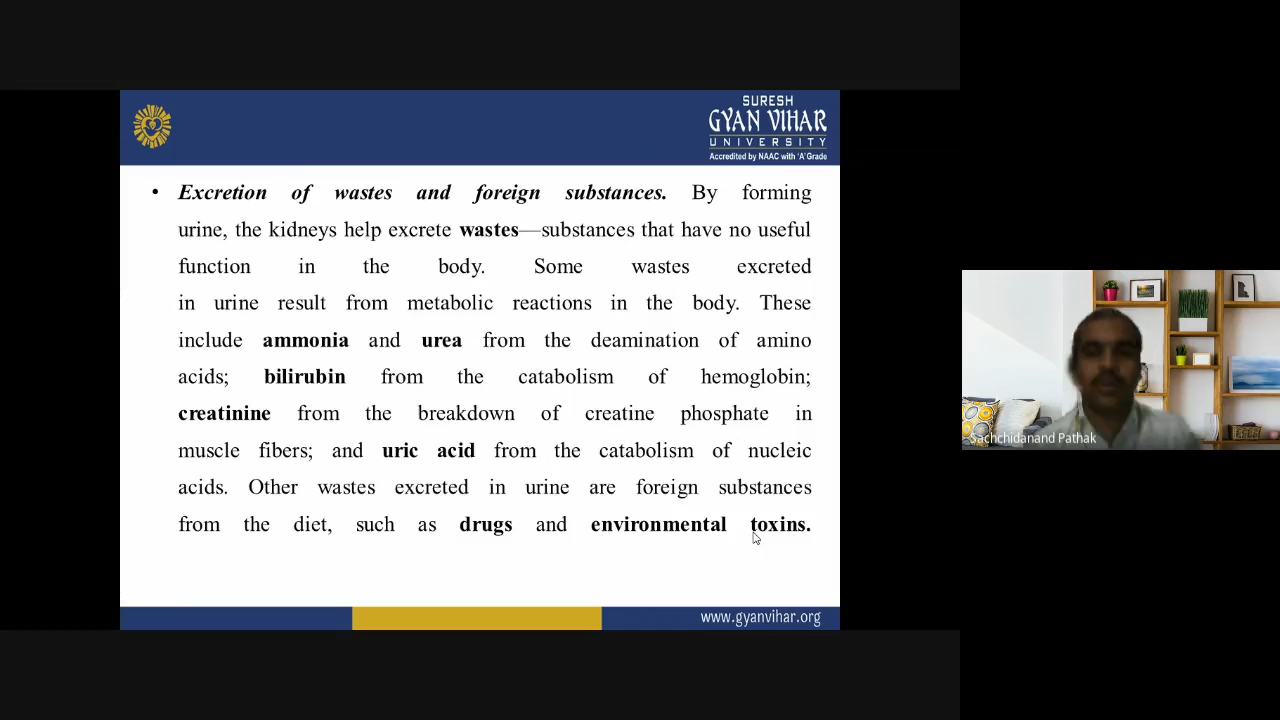 SURESH
GYAN VIHAR
UNIVERSITY
Accredited by NAAC with 'A' Grade
• Excretion of wastes and foreign substances. By forming
urine, the kidneys help excrete wastes—substances that have no useful
function in the body. Some wastes excreted
in urine result from metabolic reactions in the body. These
include ammonia and urea from the deamination of amino
acids; bilirubin from the catabolism of hemoglobin;
creatinine from the breakdown of creatine phosphate in
muscle fibers; and uric acid from the catabolism of nucleic
acids. Other wastes excreted in urine are foreign substances
from the diet, such as drugs and environmental toxins.
www.gyanvihar.org
Sachchidanand Pathak